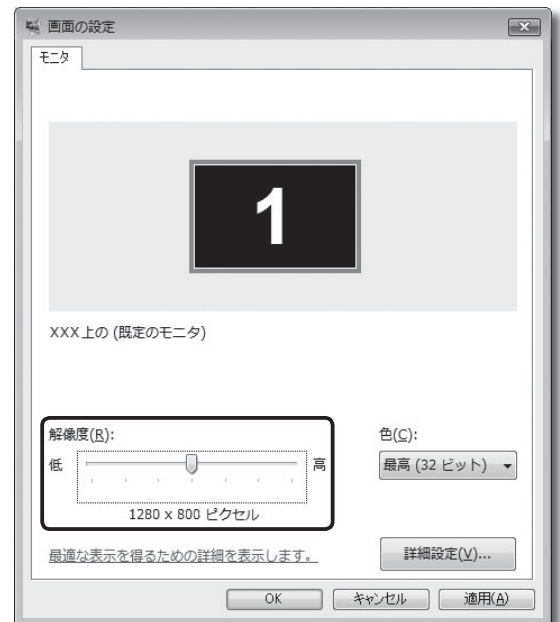 画面の設定
モニタ
1
XXX上の (既定のモニタ)
解像度(R):
色(C):
低
高
最高 (32 ビット)
1280 x 800 ピクセル
最適な表示を得るための詳細を表示します。
詳細設定(V)...
OK
キャンセル
適用(A)